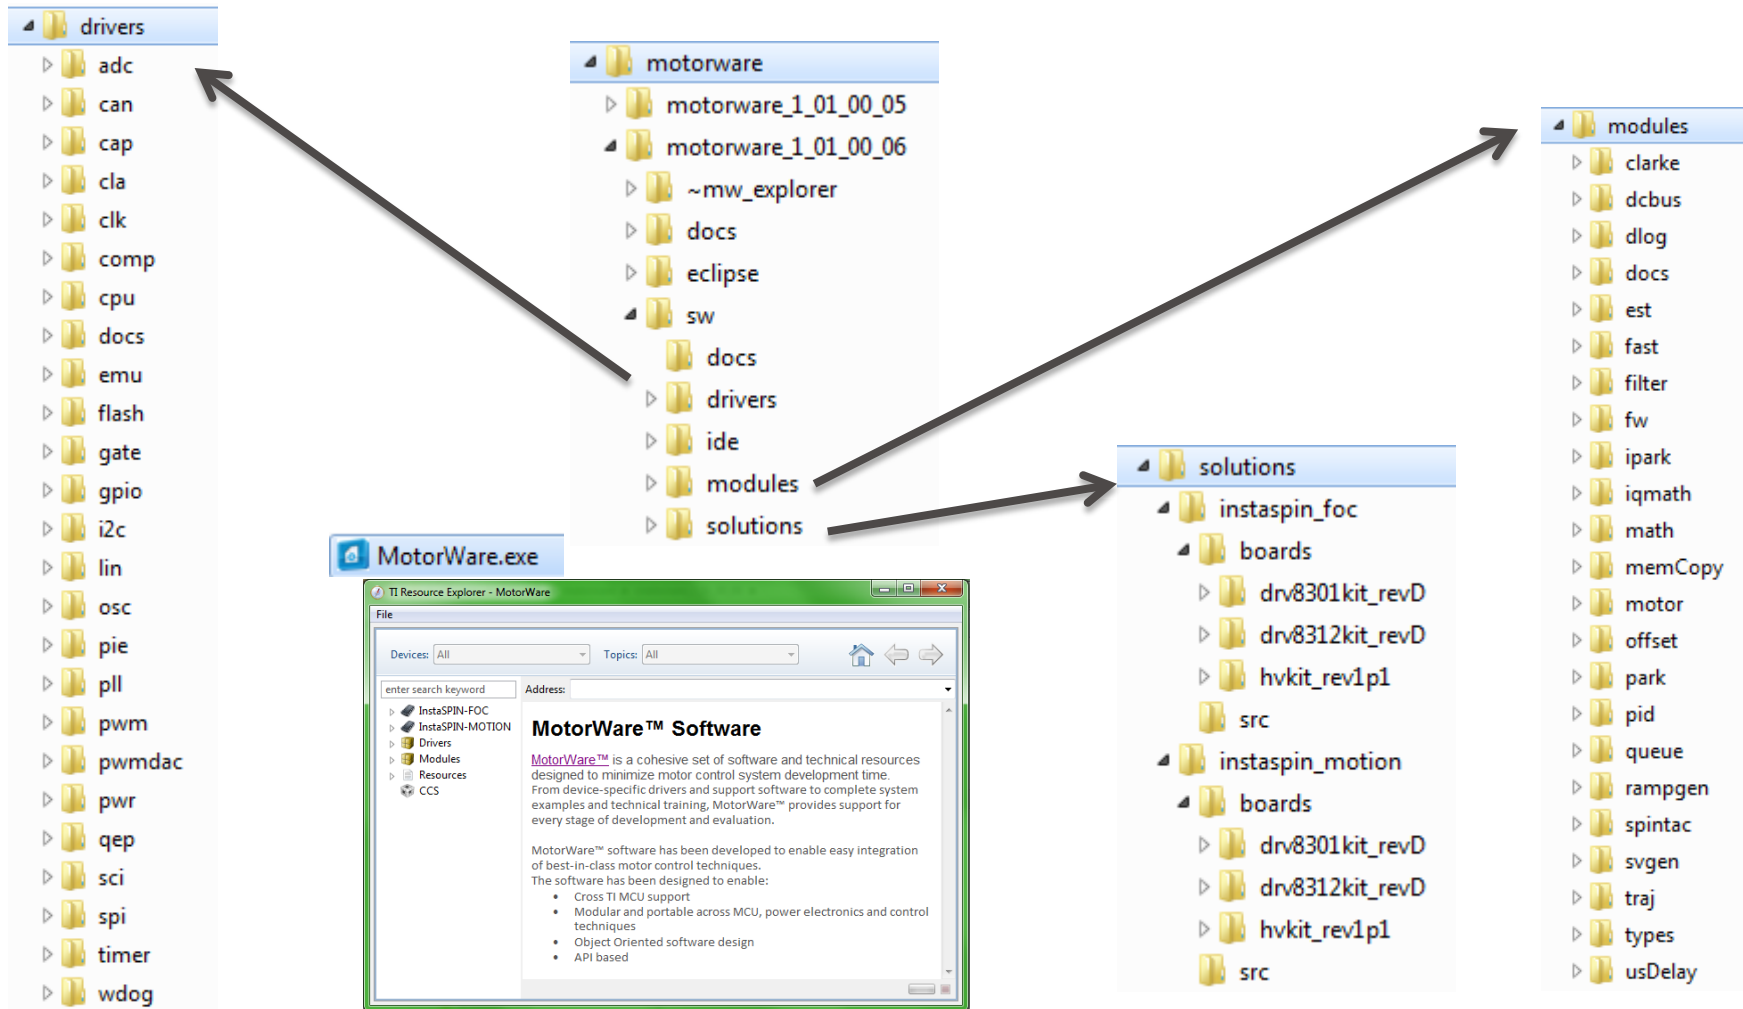 drivers
adc
can
cap
cla
clk
comp
cpu
docs
emu
flash
gate
gpio
i2c
lin
osc
pie
pll
pwm
pwmdac
pwr
qep
sci
spi
timer
wdog
motorware
motorware_1_01_00_05
motorware_1_01_00_06
~mw_explorer
docs
eclipse
sw
docs
drivers
ide
modules
solutions
MotorWare.exe
TI Resource Explorer - MotorWare
File
Devices: All Topics: All
enter search keyword
Address:
InstaSPIN-FOC
InstaSPIN-MOTION
Drivers
Modules
Resources
CCS
MotorWare™ Software
MotorWare™ is a cohesive set of software and technical resources
designed to minimize motor control system development time.
From device-specific drivers and support software to complete system
examples and technical training, MotorWare™ provides support for
every stage of development and evaluation.
MotorWare™ software has been developed to enable easy integration
of best-in-class motor control techniques.
The software has been designed to enable:
• Cross TI MCU support
• Modular and portable across MCU, power electronics and control
techniques
• Object Oriented software design
• API based
solutions
instaspin_foc
boards
drv8301kit_revD
drv8312kit_revD
hvkit_rev1p1
src
instaspin_motion
boards
drv8301kit_revD
drv8312kit_revD
hvkit_rev1p1
src
modules
clarke
dcbus
dlog
docs
est
fast
filter
fw
ipark
iqmath
math
memCopy
motor
offset
park
pid
queue
rampgen
spintac
svgen
traj
types
usDelay